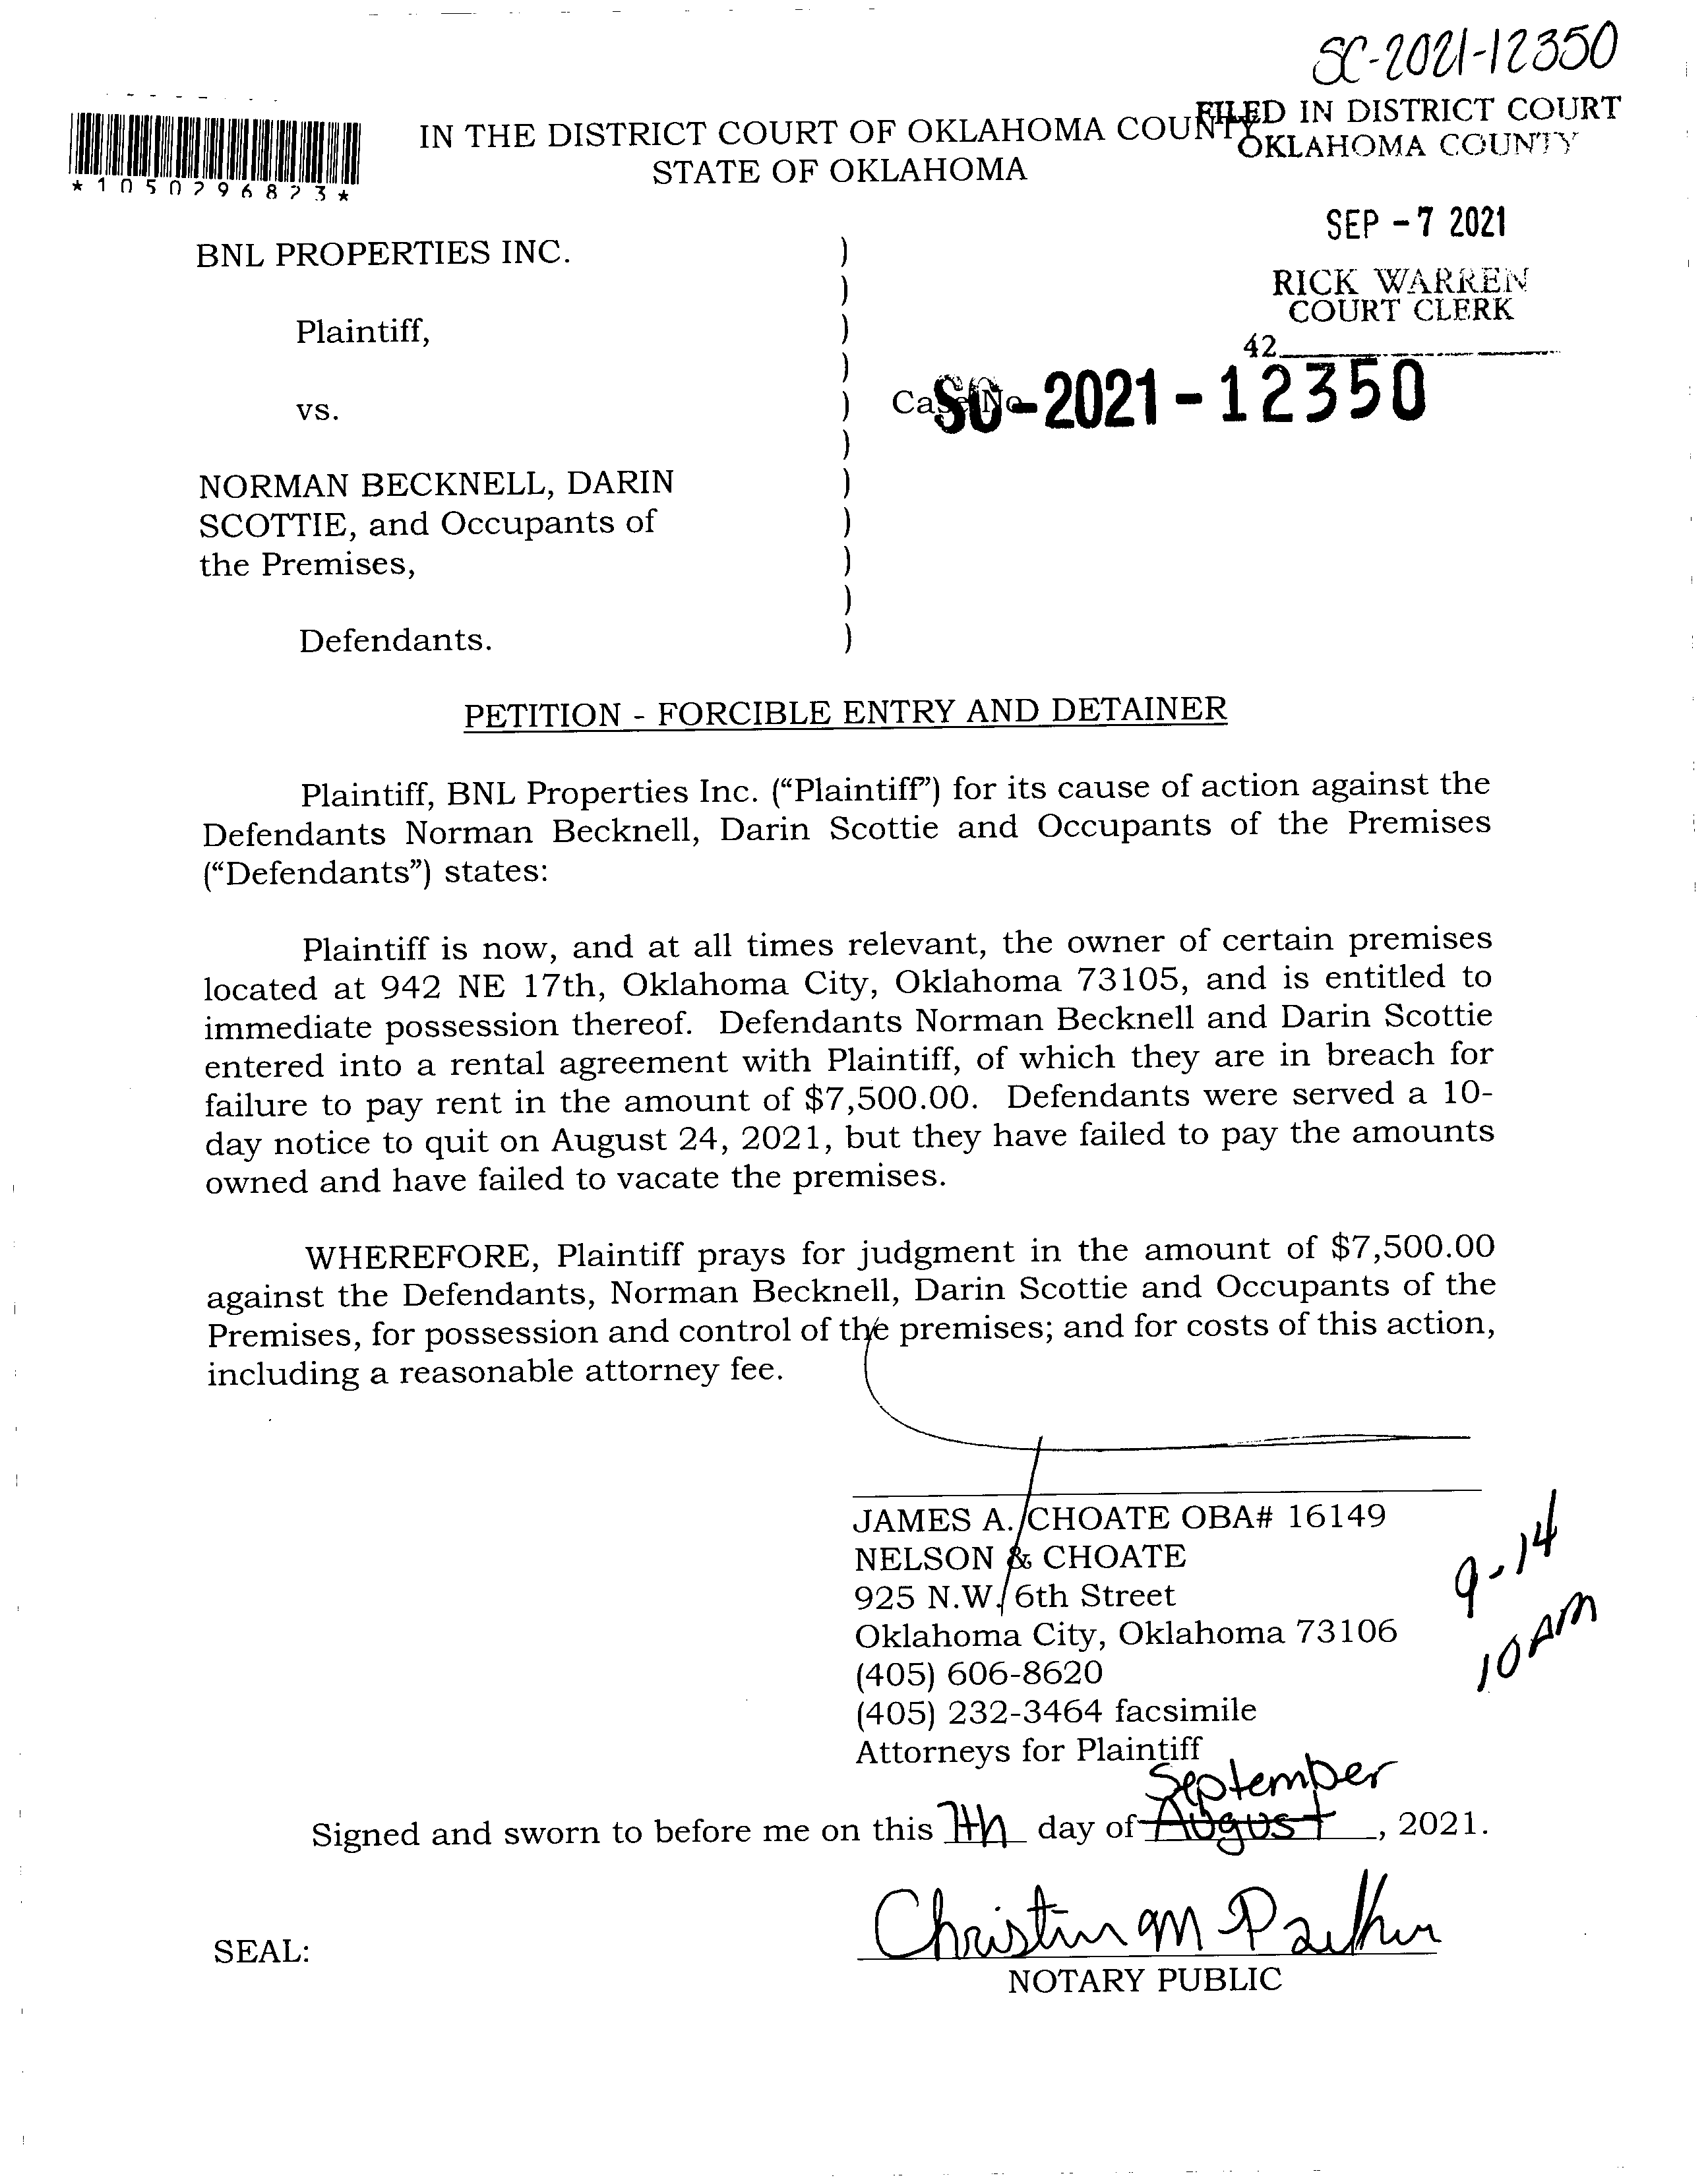 SC-2021-12350
FILED IN DISTRICT COURT
OKLAHOMA COUNTY
*1050296823*
IN THE DISTRICT COURT OF OKLAHOMA COUNTY
STATE OF OKLAHOMA
SEP -7 2021
RICK WARREN
COURT CLERK
42
BNL PROPERTIES INC. )
)
Plaintiff, )
)
vs. ) Case No. SC-2021-12350
)
NORMAN BECKNELL, DARIN )
SCOTTIE, and Occupants of )
the Premises, )
)
Defendants. )
PETITION - FORCIBLE ENTRY AND DETAINER
Plaintiff, BNL Properties Inc. (“Plaintiff”) for its cause of action against the
Defendants Norman Becknell, Darin Scottie and Occupants of the Premises
(“Defendants”) states:
Plaintiff is now, and at all times relevant, the owner of certain premises
located at 942 NE 17th, Oklahoma City, Oklahoma 73105, and is entitled to
immediate possession thereof. Defendants Norman Becknell and Darin Scottie
entered into a rental agreement with Plaintiff, of which they are in breach for
failure to pay rent in the amount of $7,500.00. Defendants were served a 10-
day notice to quit on August 24, 2021, but they have failed to pay the amounts
owned and have failed to vacate the premises.
WHEREFORE, Plaintiff prays for judgment in the amount of $7,500.00
against the Defendants, Norman Becknell, Darin Scottie and Occupants of the
Premises, for possession and control of the premises; and for costs of this action,
including a reasonable attorney fee.
JAMES A. CHOATE OBA# 16149
NELSON & CHOATE
925 N.W. 6th Street
Oklahoma City, Oklahoma 73106
(405) 606-8620
(405) 232-3464 facsimile
Attorneys for Plaintiff
9-14
10 AM
September
Signed and sworn to before me on this 7th day of August, 2021.
Christin M
SEAL:
NOTARY PUBLIC